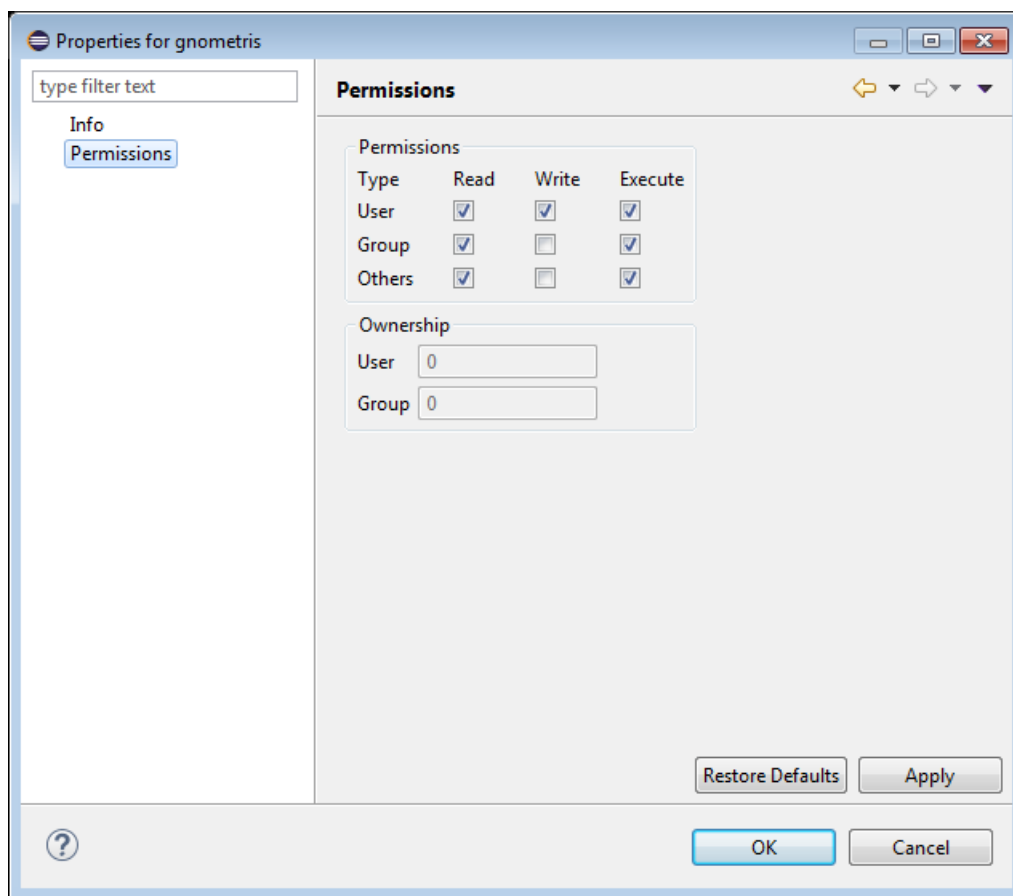 Properties for gnometris
type filter text
Info
Permissions
Permissions
Permissions
Type Read Write Execute
User
Group
Others
Ownership
User 0
Group 0
Restore Defaults Apply
? OK Cancel